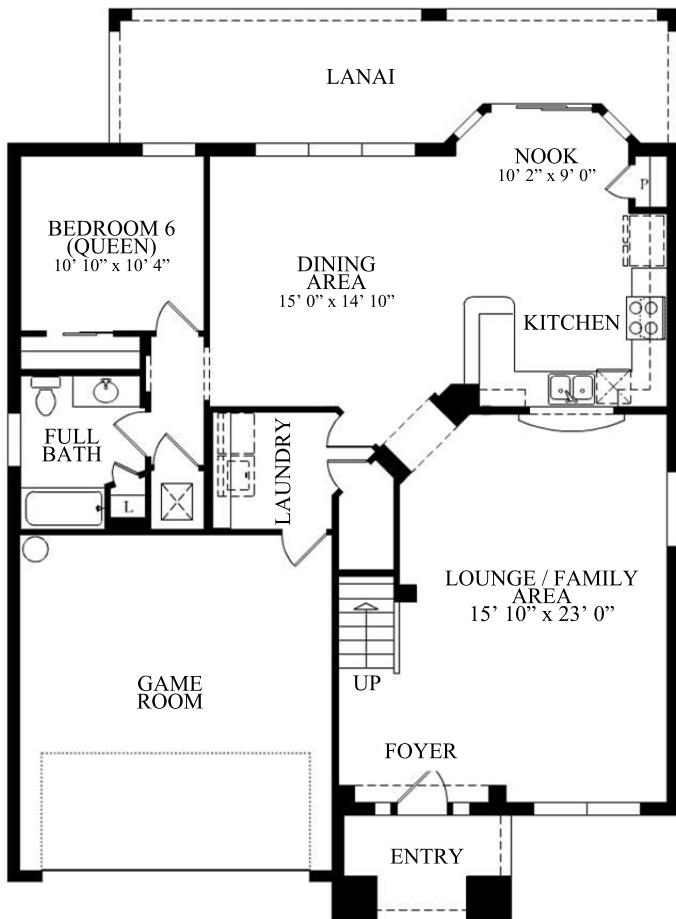 LANAI
NOOK
10' 2” x 9' 0”
P
BEDROOM 6
(QUEEN)
10' 10” x 10' 4”
DINING
AREA
15' 0” x 14' 10”
KITCHEN
FULL
BATH
LAUNDRY
L
LOUNGE / FAMILY
AREA
15' 10” x 23' 0”
GAME
ROOM
UP
FOYER
ENTRY